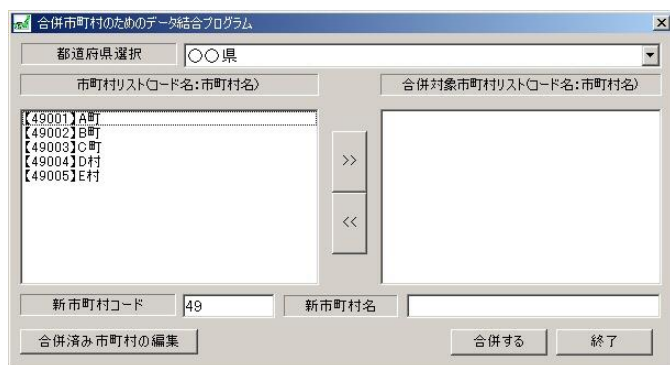 合併市町村のためのデータ結合プログラム
都道府県選択 ○○県
市町村リスト(コード名:市町村名) 合併対象市町村リスト(コード名:市町村名)
【49001】A町
【49002】B町
【49003】C町
【49004】D村
【49005】E村
>>
<<
新市町村コード 49 新市町村名
合併済み市町村の編集 合併する 終了